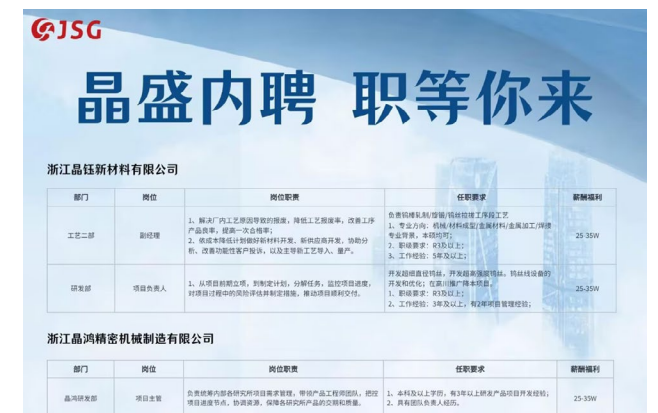 JSG
晶盛内聘 职等你来
浙江晶钰新材料有限公司
部门 岗位 岗位职责 任职要求 薪酬福利
工艺二部 副经理
1、解决厂内工艺原因导致的报废，降低工艺报废率，改善工序
产品良率，提高一次合格率；
2、依成本降低计划做好新材料开发、新供应商开发，协助分
析、改善功能性客户投诉，以及主导新工艺导入、量产。
负责钨棒轧制/旋锻/钨丝拉拔工序段工艺
1、专业方向：机械/材料成型/金属材料/金属加工/焊接
专业背景，本硕均可；
2、职级要求：R3及以上；
3、工作经验：5年及以上；
25-35W
研发部 项目负责人
1、从项目前期立项，到制定计划，分解任务，监控项目进度，
对项目过程中的风险评估并制定措施，推动项目顺利交付。
开发超细直径钨丝，开发超高强度钨丝，钨丝线设备的
开发和优化；在高川推广降本项目。
1、职级要求：R3及以上；
2、工作经验：3年及以上，有2年项目管理经验；
25-35W
浙江晶鸿精密机械制造有限公司
部门 岗位 岗位职责 任职要求 薪酬福利
晶鸿研发部 项目主管
负责统筹内部各研究所项目需求管理，带领产品工程师团队，把控
项目进度节点，协调资源，保障各研究所产品的交期和质量。
1、本科及以上学历，有3年以上研发产品项目开发经验；
2、具有团队负责人经历。
25-35W